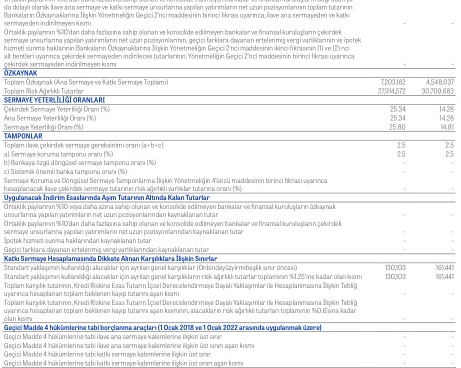 da dolaylı olarak ilave ana sermaye ve katkı sermaye unsurlarına yapılan yatırımların net uzun pozisyonlarının toplam tutarının
Bankaların Özkaynaklarına İlişkin Yönetmeliğin Geçici 2'nci maddesinin birinci fıkrası uyarınca, ilave ana sermayeden ve katkı
sermayeden indirilmeyen kısmı - -
Ortaklık paylarının %10'dan daha fazlasına sahip olunan ve konsolide edilmeyen bankalar ve finansal kuruluşların çekirdek
sermaye unsurlarına yapılan yatırımların net uzun pozisyonlarının, geçici farklara dayanan ertelenmiş vergi varlıklarının ve ipotek
hizmeti sunma haklarının Bankaların Özkaynaklarına İlişkin Yönetmeliğin Geçici 2 nci maddesinin ikinci fıkrasının (1) ve (2) nci
alt bentleri uyarınca çekirdek sermayeden indirilecek tutarlarının, Yönetmeliğin Geçici 2'nci maddesinin birinci fıkrası uyarınca
çekirdek sermayeden indirilmeyen kısmı - -
ÖZKAYNAK
Toplam Özkaynak (Ana Sermaye ve Katkı Sermaye Toplamı) 7,203,182 4,548,037
Toplam Risk Ağırlıklı Tutarlar 27,914,572 30,709,683
SERMAYE YETERLİLİĞİ ORANLARI
Çekirdek Sermaye Yeterliliği Oranı (%) 25.34 14.28
Ana Sermaye Yeterliliği Oranı (%) 25.34 14.28
Sermaye Yeterliliği Oranı (%) 25.80 14.81
TAMPONLAR
Toplam ilave çekirdek sermaye gereksinimi oranı (a+b+c) 2.5 2.5
a) Sermaye koruma tamponu oranı (%) 2.5 2.5
b) Bankaya özgü döngüsel sermaye tamponu oranı (%) - -
c) Sistemik önemli banka tamponu oranı (%) - -
Sermaye Koruma ve Döngüsel Sermaye Tamponlarına İlişkin Yönetmeliğin 4'üncü maddesinin birinci fıkrası uyarınca
hesaplanacak ilave çekirdek sermaye tutarının risk ağırlıklı varlıklar tutarına oranı (%) - -
Uygulanacak İndirim Esaslarında Aşım Tutarının Altında Kalan Tutarlar
Ortaklık paylarının %10 veya daha azına sahip olunan ve konsolide edilmeyen bankalar ve finansal kuruluşların özkaynak
unsurlarına yapılan yatırımların net uzun pozisyonlarından kaynaklanan tutar - -
Ortaklık paylarının %10'dan daha fazlasına sahip olunan ve konsolide edilmeyen bankalar ve finansal kuruluşların çekirdek
sermaye unsurlarına yapılan yatırımların net uzun pozisyonlarından kaynaklanan tutar - -
İpotek hizmeti sunma haklarından kaynaklanan tutar - -
Geçici farklara dayanan ertelenmiş vergi varlıklarından kaynaklanan tutar - -
Katkı Sermaye Hesaplamasında Dikkate Alınan Karşılıklara İlişkin Sınırlar
Standart yaklaşımın kullanıldığı alacaklar için ayrılan genel karşılıklar (Onbindeyüzyirmibeşlik sınır öncesi) 130,103 161,441
Standart yaklaşımın kullanıldığı alacaklar için ayrılan genel karşılıkların risk ağırlıklı tutarlar toplamının %1.25'ine kadar olan kısmı 130,103 161,441
Toplam karşılık tutarının, Kredi Riskine Esas Tutarın İçsel Derecelendirmeye Dayalı Yaklaşımlar ile Hesaplanmasına İlişkin Tebliğ
uyarınca hesaplanan toplam beklenen kayıp tutarını aşan kısmı - -
Toplam karşılık tutarının, Kredi Riskine Esas Tutarın İçsel Derecelendirmeye Dayalı Yaklaşımlar ile Hesaplanmasına İlişkin Tebliğ
uyarınca hesaplanan toplam beklenen kayıp tutarını aşan kısmının, alacakların risk ağırlıklı tutarları toplamının %0.6'sına kadar
olan kısmı - -
Geçici Madde 4 hükümlerine tabi borçlanma araçları (1 Ocak 2018 ve 1 Ocak 2022 arasında uygulanmak üzere)
Geçici Madde 4 hükümlerine tabi ilave ana sermaye kalemlerine ilişkin üst sınır - -
Geçici Madde 4 hükümlerine tabi ilave ana sermaye kalemlerine ilişkin üst sınırı aşan kısmı - -
Geçici Madde 4 hükümlerine tabi katkı sermaye kalemlerine ilişkin üst sınır - -
Geçici Madde 4 hükümlerine tabi katkı sermaye kalemlerine ilişkin üst sınırı aşan kısmı - -